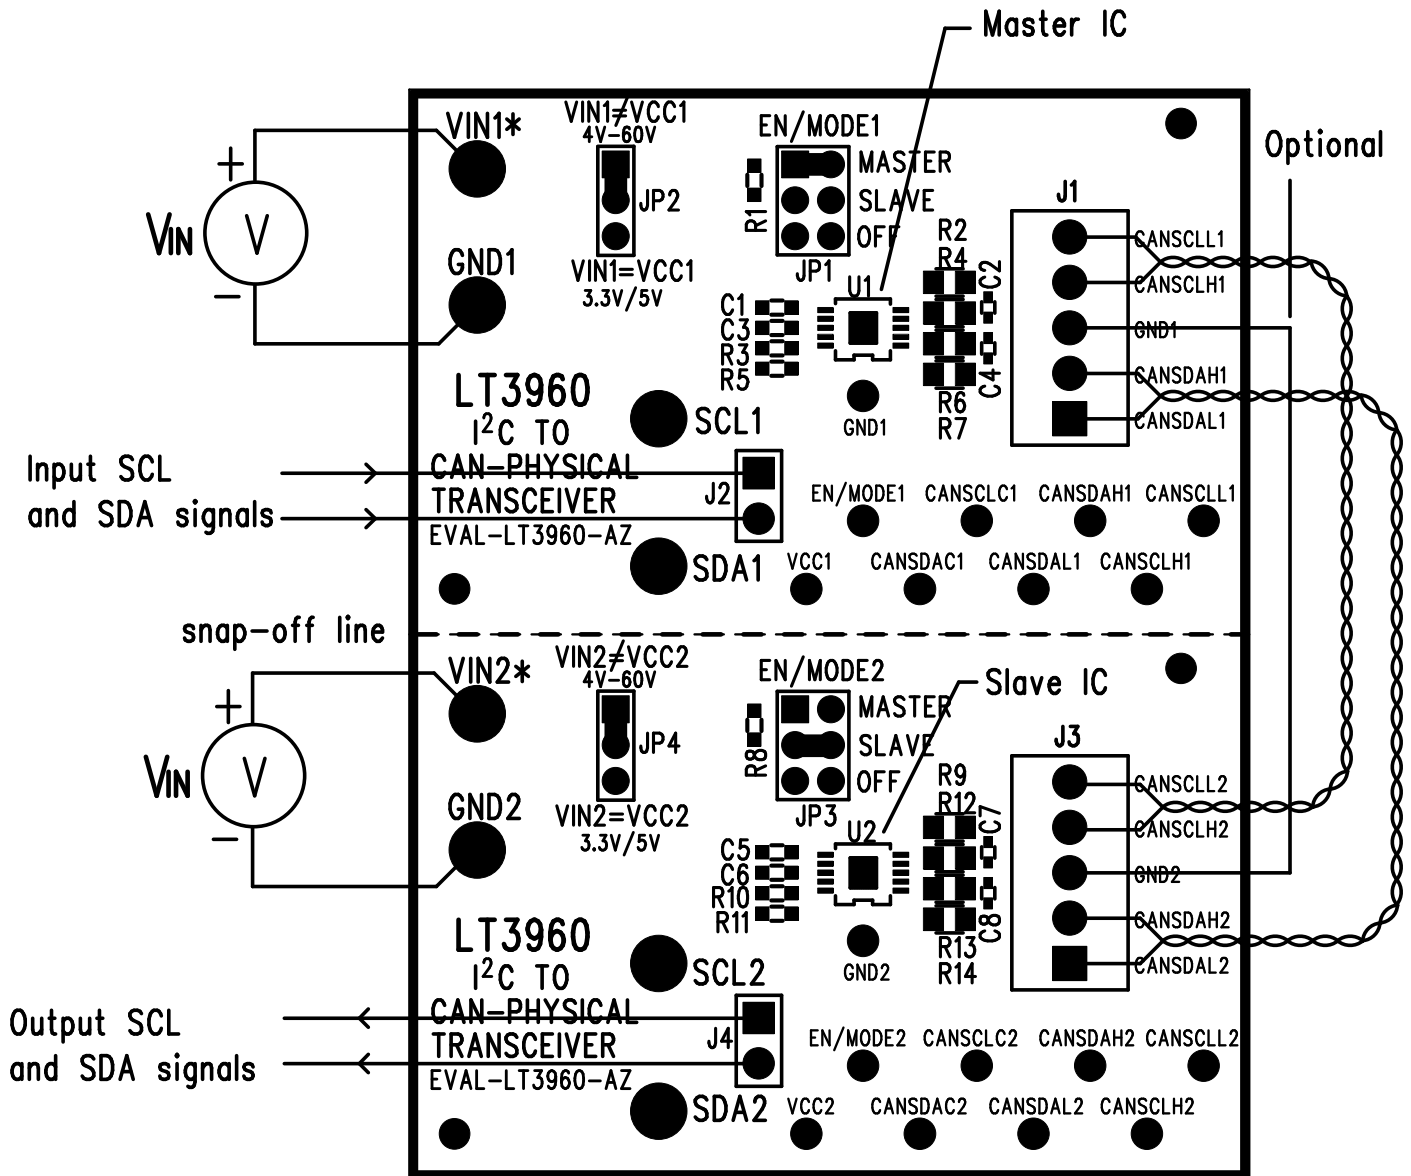 Master IC
VIN1*
VIN1≠VCC1
4V-60V
EN/MODE1
MASTER
SLAVE
OFF
Optional
+
VIN
V
−
JP2
R1
JP1
J1
GND1
VIN1=VCC1
3.3V/5V
U1
R2
R4
C2
CANSCLL1
CANSCLH1
GND1
CANSDAH1
CANSDAL1
C1
C3
R3
R5
C4
R6
R7
GND1
LT3960
I²C TO
CAN-PHYSICAL
TRANSCEIVER
EVAL-LT3960-AZ
SCL1
Input SCL
and SDA signals
J2
SDA1
EN/MODE1
CANSCLC1
CANSDAH1
CANSCLL1
VCC1
CANSDAC1
CANSDAL1
CANSCLH1
snap-off line
VIN2*
VIN2≠VCC2
4V-60V
EN/MODE2
MASTER
SLAVE
OFF
Slave IC
+
VIN
V
−
JP4
R8
JP3
J3
GND2
VIN2=VCC2
3.3V/5V
U2
R9
R12
C7
CANSCLL2
CANSCLH2
GND2
CANSDAH2
CANSDAL2
C5
C6
R10
R11
C8
R13
R14
GND2
LT3960
I²C TO
CAN-PHYSICAL
TRANSCEIVER
EVAL-LT3960-AZ
SCL2
Output SCL
and SDA signals
J4
SDA2
EN/MODE2
CANSCLC2
CANSDAH2
CANSCLL2
VCC2
CANSDAC2
CANSDAL2
CANSCLH2